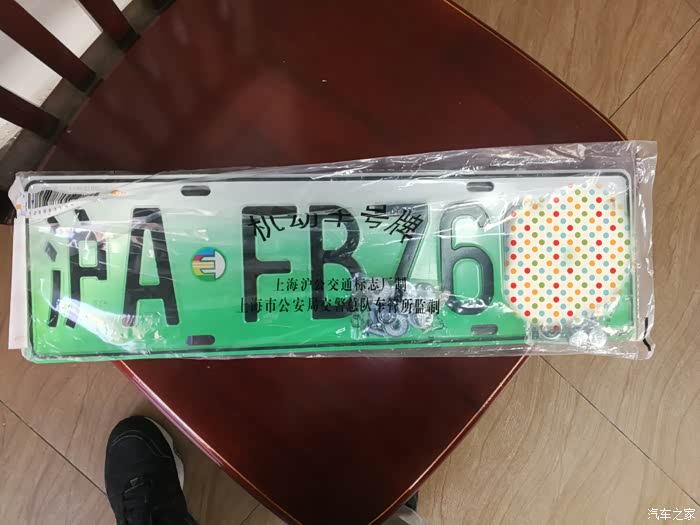 沪A FB76
机动车号牌
上海沪公交通标志厂制
上海市公安局交警总队车管所监制
汽车之家